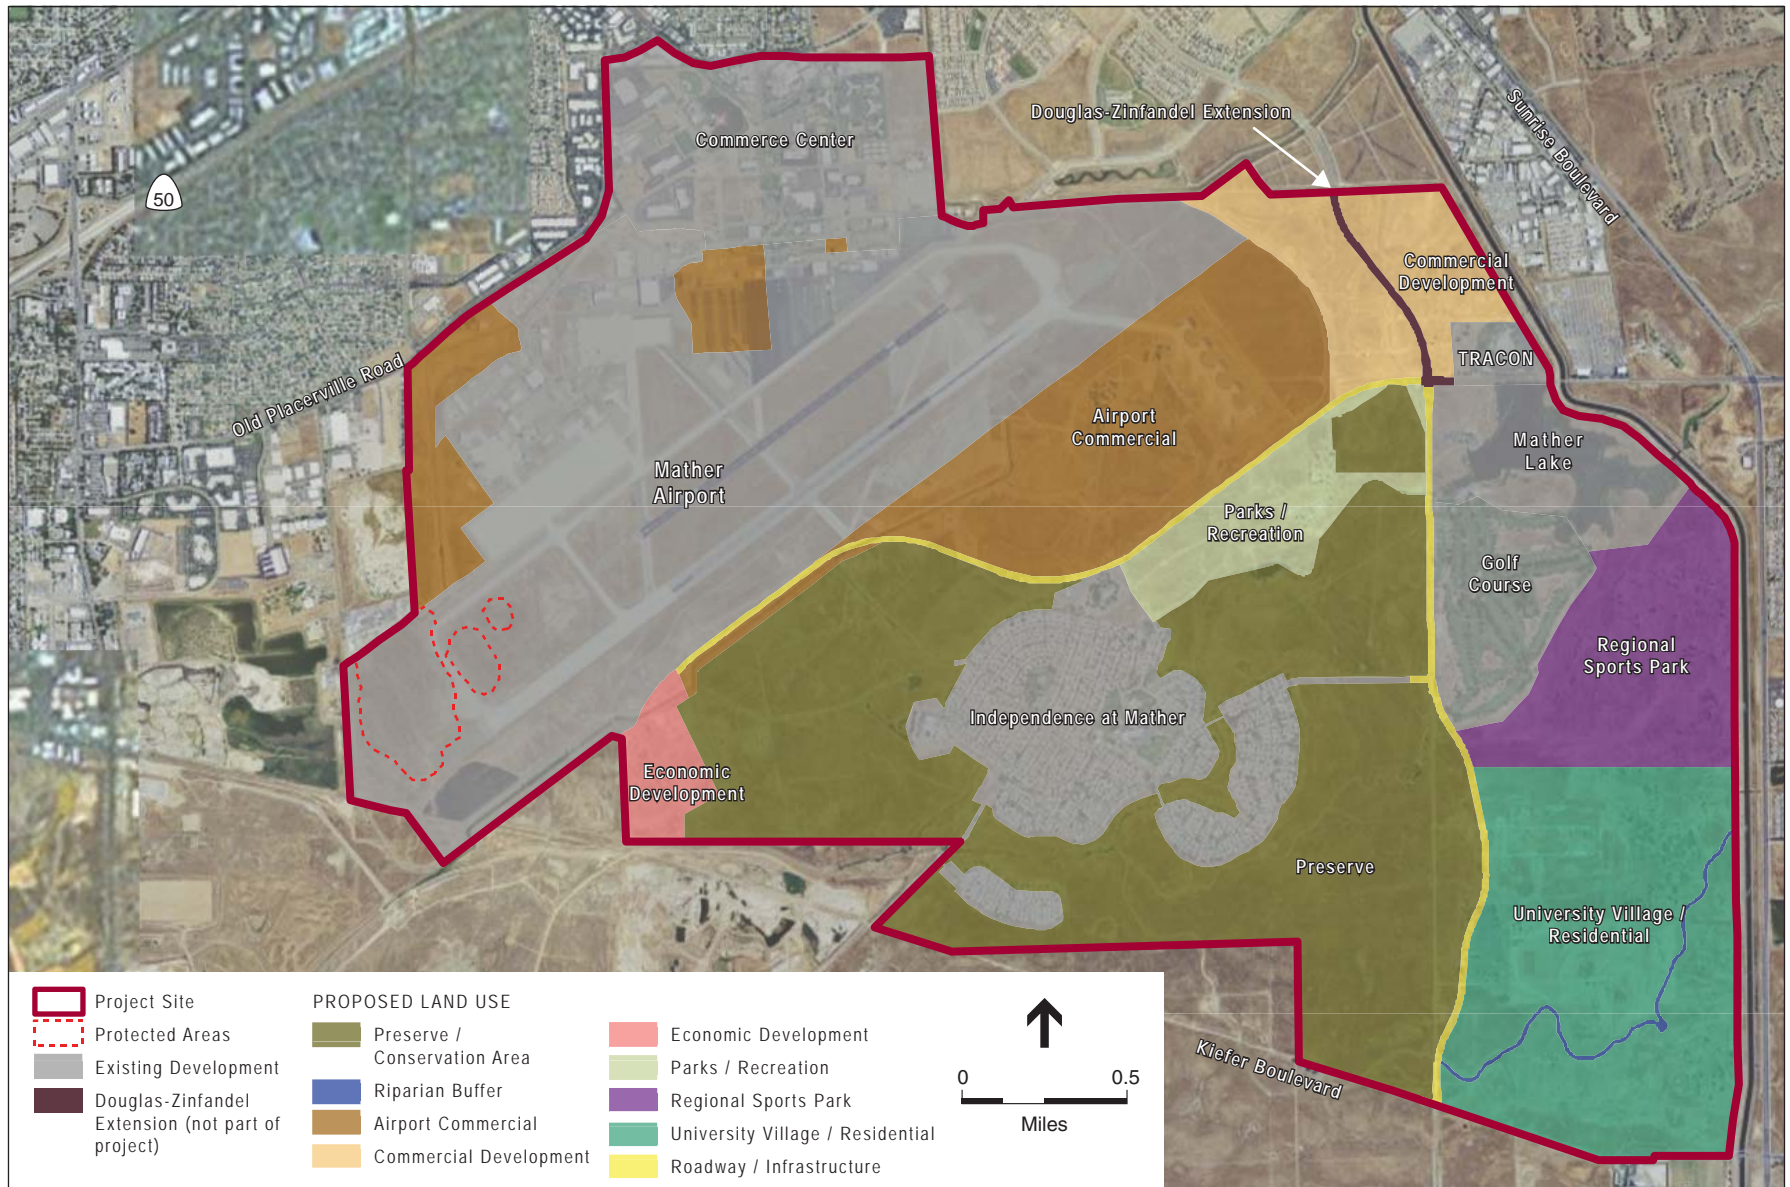 Commerce Center
Douglas-Zinfandel Extension
Sunrise Boulevard
50
Commercial
Development
TRACON
Old Placerville Road
Airport
Commercial
Mather
Lake
Mather
Airport
Parks /
Recreation
Golf
Course
Regional
Sports Park
Independence at Mather
Economic
Development
Preserve
University Village /
Residential
Kiefer Boulevard
Project Site
Protected Areas
Existing Development
Douglas-Zinfandel
Extension (not part of
project)
PROPOSED LAND USE
Preserve /
Conservation Area
Riparian Buffer
Airport Commercial
Commercial Development
Economic Development
Parks / Recreation
Regional Sports Park
University Village / Residential
Roadway / Infrastructure
0 0.5
Miles